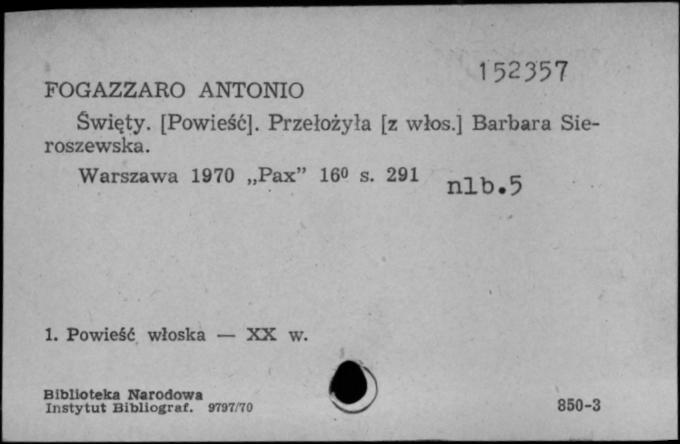 152357
FOGAZZARO ANTONIO
Święty. [Powieść]. Przełożyła [z włos.] Barbara Sie-
roszewska.
Warszawa 1970 „Pax” 16⁰ s. 291 nlb.5
1. Powieść włoska — XX w.
Biblioteka Narodowa
Instytut Bibliograf. 9797/70
850-3